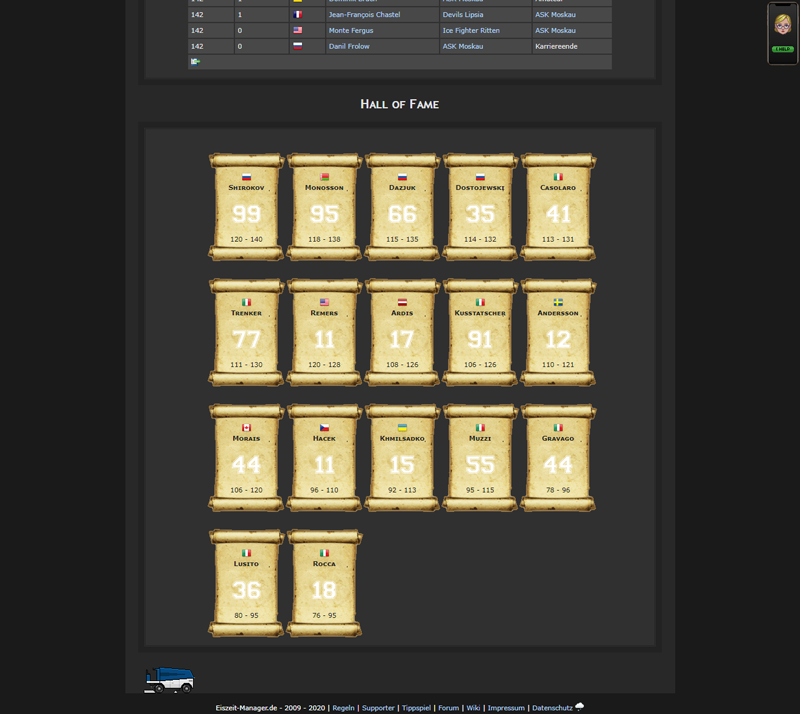 142 1 Jean-François Chastel Devils Lipsia ASK Moskau
142 0 Monte Fergus Ice Fighter Ritten ASK Moskau
142 0 Danil Frolow ASK Moskau Karriereende
Hall of Fame
Shirokov Monosson Dazjuk Dostojewski Casolaro
99 95 66 35 41
120 - 140 118 - 138 115 - 135 114 - 132 113 - 131
Trenker Remers Ardis Kusstatscher Andersson
77 11 17 91 12
111 - 130 120 - 128 108 - 126 106 - 126 110 - 121
Morais Hacek Khmilsadko Muzzi Gravago
44 11 15 55 44
106 - 120 96 - 110 92 - 113 95 - 115 78 - 96
Lusito Rocca
36 18
80 - 95 76 - 95
Eiszeit-Manager.de - 2009 - 2020 | Regeln | Supporter | Tippspiel | Forum | Wiki | Impressum | Datenschutz